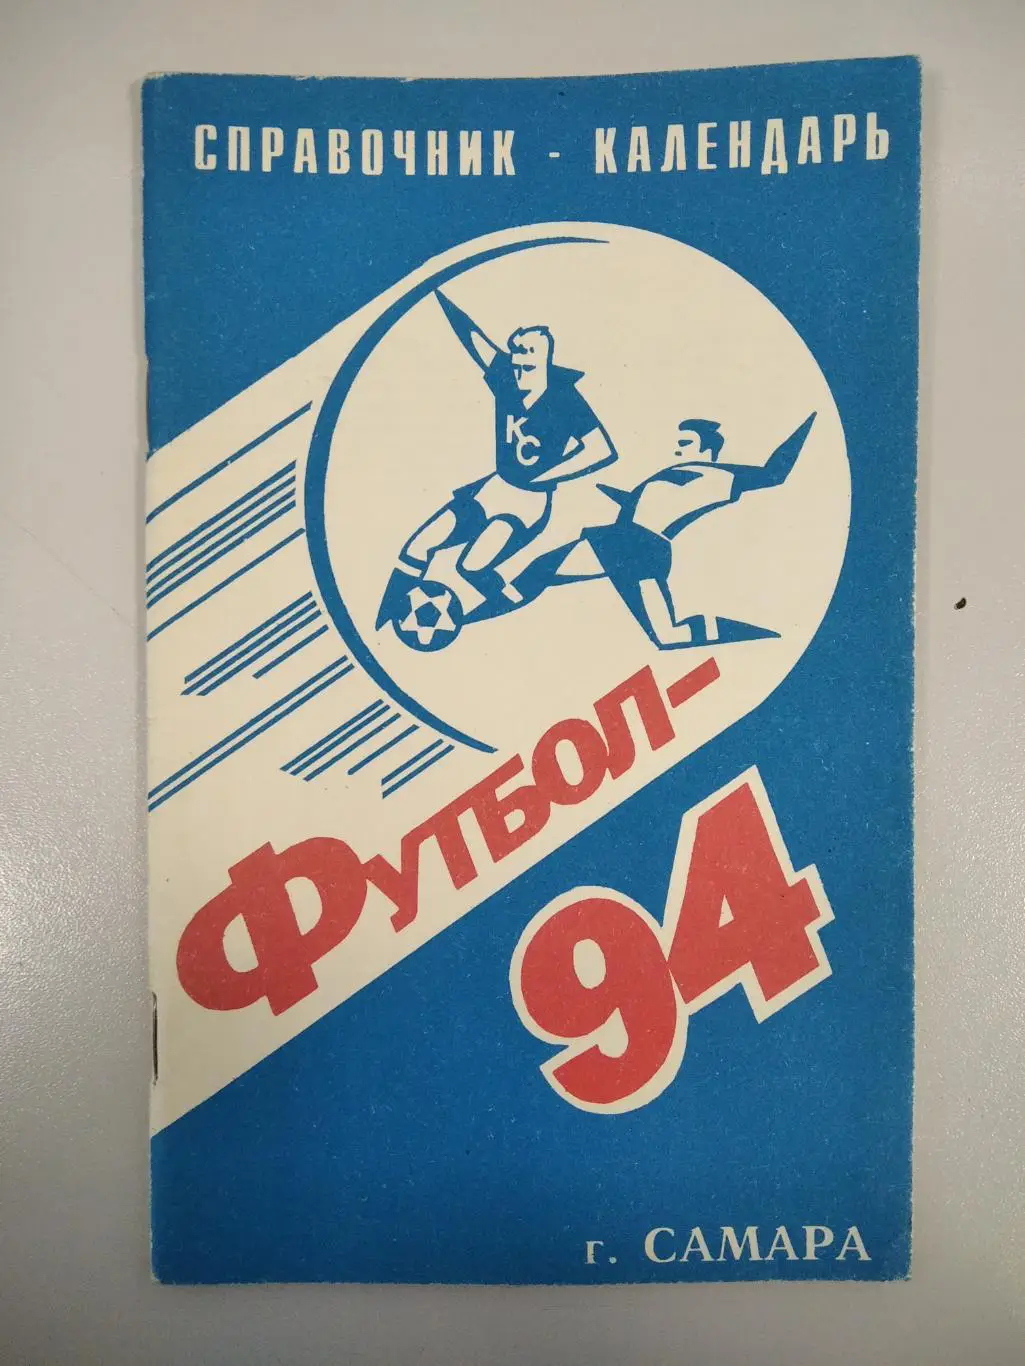 СПРАВОЧНИК - КАЛЕНДАРЬ
КС
ФУТБОЛ-
94
г. САМАРА